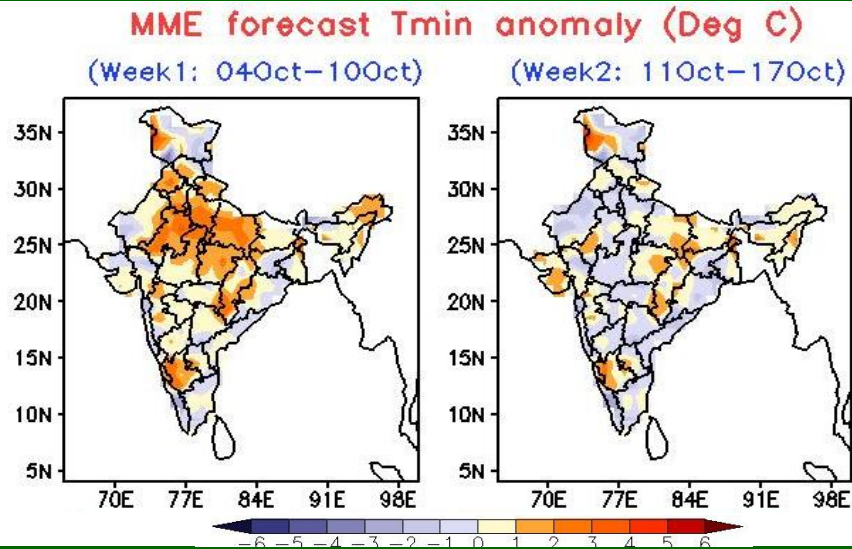 MME forecast Tmin anomaly (Deg C)
(Week1: 04Oct-10Oct)
(Week2: 11Oct-17Oct)
35N
30N
25N
20N
15N
10N
5N
70E 77E 84E 91E 98E
35N
30N
25N
20N
15N
10N
5N
70E 77E 84E 91E 98E
-6 -5 -4 -3 -2 -1 0 1 2 3 4 5 6